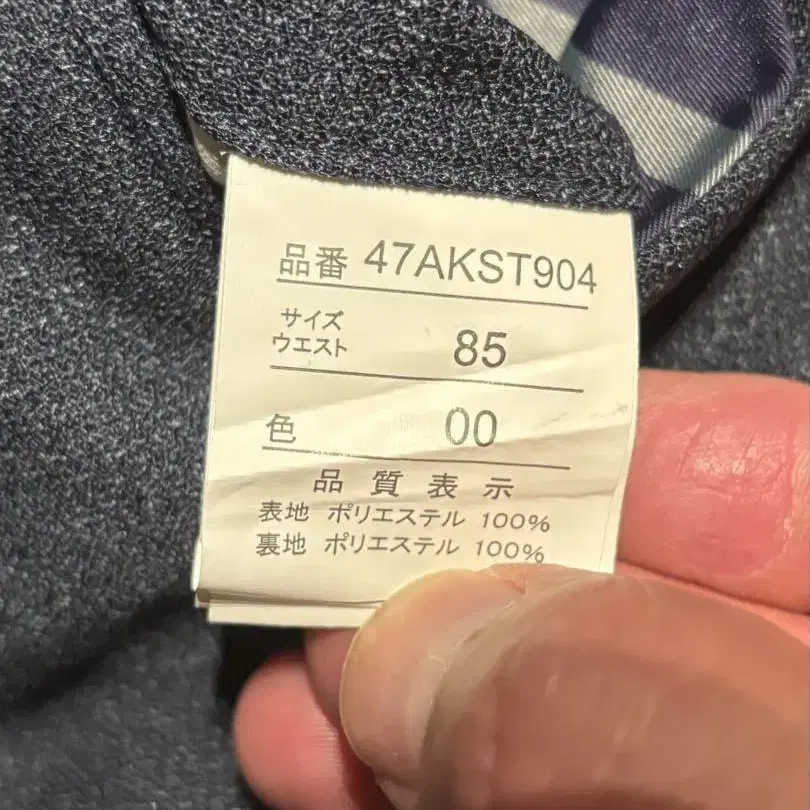 品番 47AKST904
サイズ
ウエスト 85
色 00
品質表示
表地 ポリエステル 100%
裏地 ポリエステル 100%